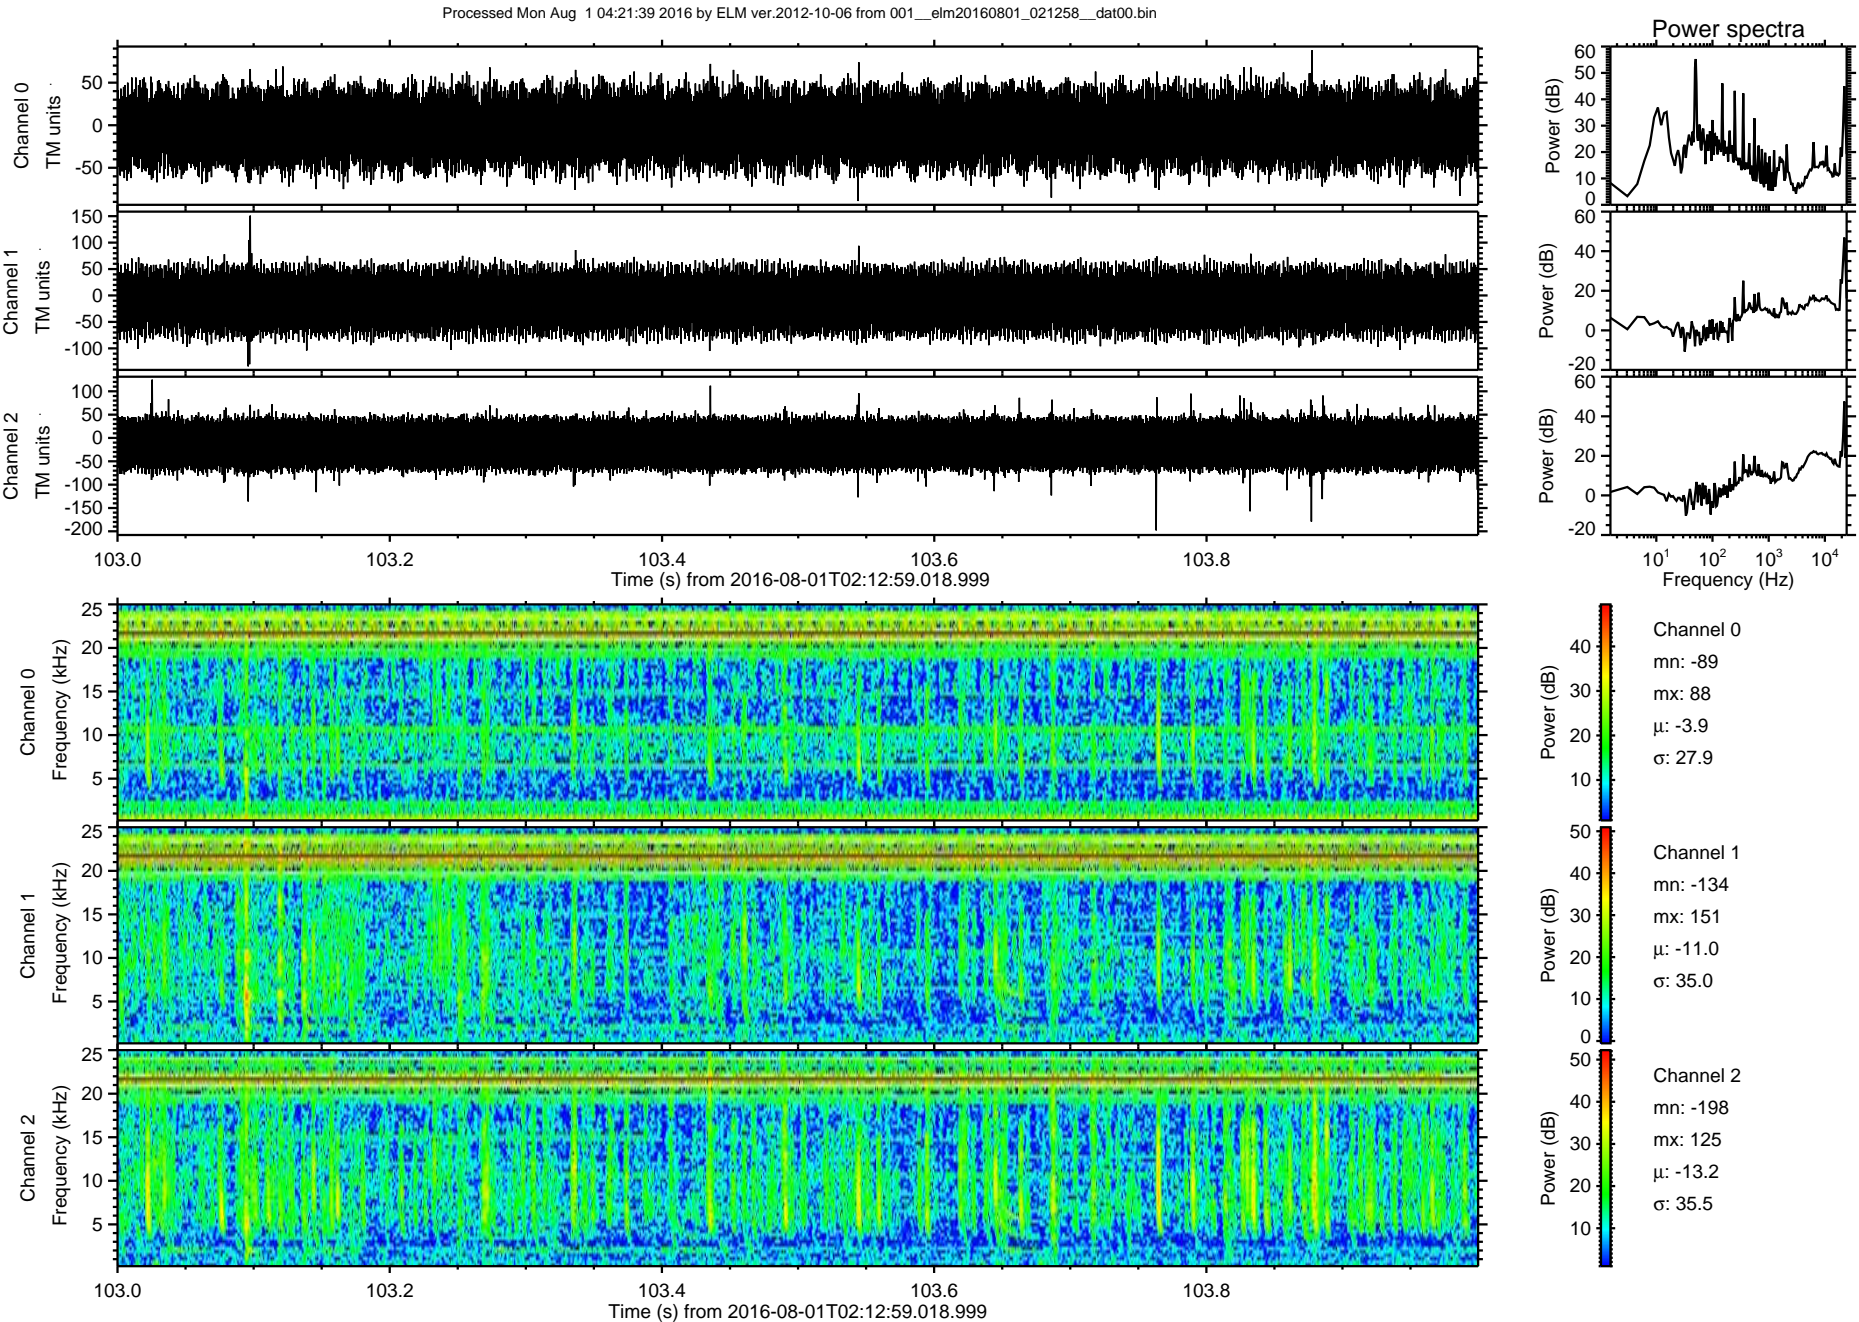 Processed Mon Aug  1 04:21:39 2016 by ELM ver.2012-10-06 from 001__elm20160801_021258__dat00.bin
Power spectra
Channel 0
TM units
50
0
-50
Power (dB)
60
50
40
30
20
10
0
Channel 1
TM units
150
100
50
0
-50
-100
Power (dB)
60
40
20
0
-20
Channel 2
TM units
100
50
0
-50
-100
-150
-200
Power (dB)
60
40
20
0
-20
103.0 103.2 103.4 103.6 103.8
Time (s) from 2016-08-01T02:12:59.018.999
10^1 10^2 10^3 10^4
Frequency (Hz)
Channel 0
Frequency (kHz)
25
20
15
10
5
Power (dB)
40
30
20
10
Channel 0
mn: -89
mx: 88
μ: -3.9
σ: 27.9
Channel 1
Frequency (kHz)
25
20
15
10
5
Power (dB)
50
40
30
20
10
0
Channel 1
mn: -134
mx: 151
μ: -11.0
σ: 35.0
Channel 2
Frequency (kHz)
25
20
15
10
5
Power (dB)
50
40
30
20
10
Channel 2
mn: -198
mx: 125
μ: -13.2
σ: 35.5
103.0 103.2 103.4 103.6 103.8
Time (s) from 2016-08-01T02:12:59.018.999